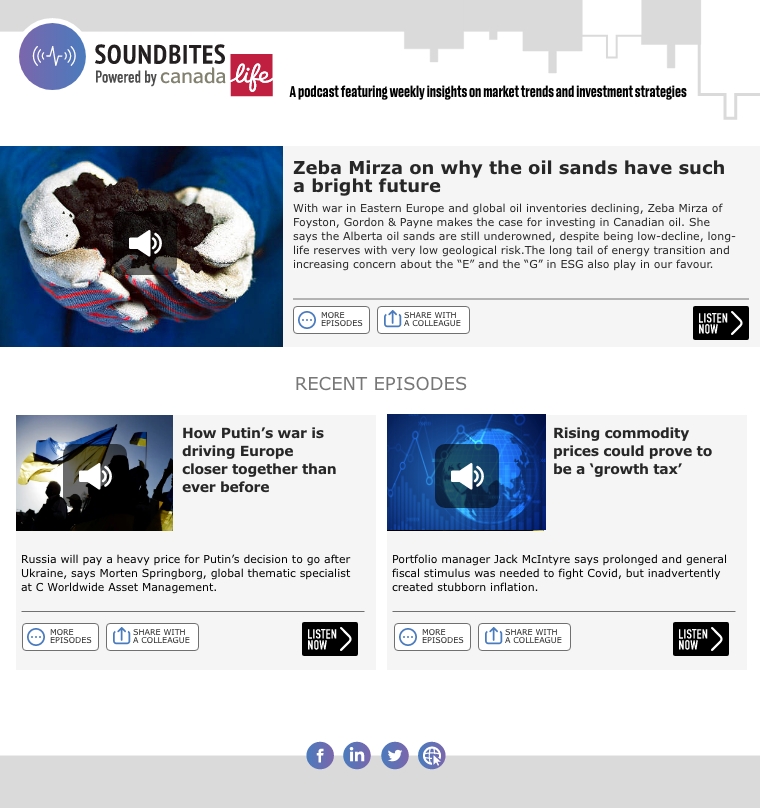 SOUNDBITES
Powered by canada life
A podcast featuring weekly insights on market trends and investment strategies
Zeba Mirza on why the oil sands have such
a bright future
With war in Eastern Europe and global oil inventories declining, Zeba Mirza of
Foyston, Gordon & Payne makes the case for investing in Canadian oil. She
says the Alberta oil sands are still underowned, despite being low-decline, long-
life reserves with very low geological risk.The long tail of energy transition and
increasing concern about the “E” and the “G” in ESG also play in our favour.
MORE
EPISODES
SHARE WITH
A COLLEAGUE
LISTEN
NOW
RECENT EPISODES
How Putin’s war is
driving Europe
closer together than
ever before
Russia will pay a heavy price for Putin’s decision to go after
Ukraine, says Morten Springborg, global thematic specialist
at C Worldwide Asset Management.
MORE
EPISODES
SHARE WITH
A COLLEAGUE
LISTEN
NOW
Rising commodity
prices could prove to
be a ‘growth tax’
Portfolio manager Jack McIntyre says prolonged and general
fiscal stimulus was needed to fight Covid, but inadvertently
created stubborn inflation.
MORE
EPISODES
SHARE WITH
A COLLEAGUE
LISTEN
NOW
f
in